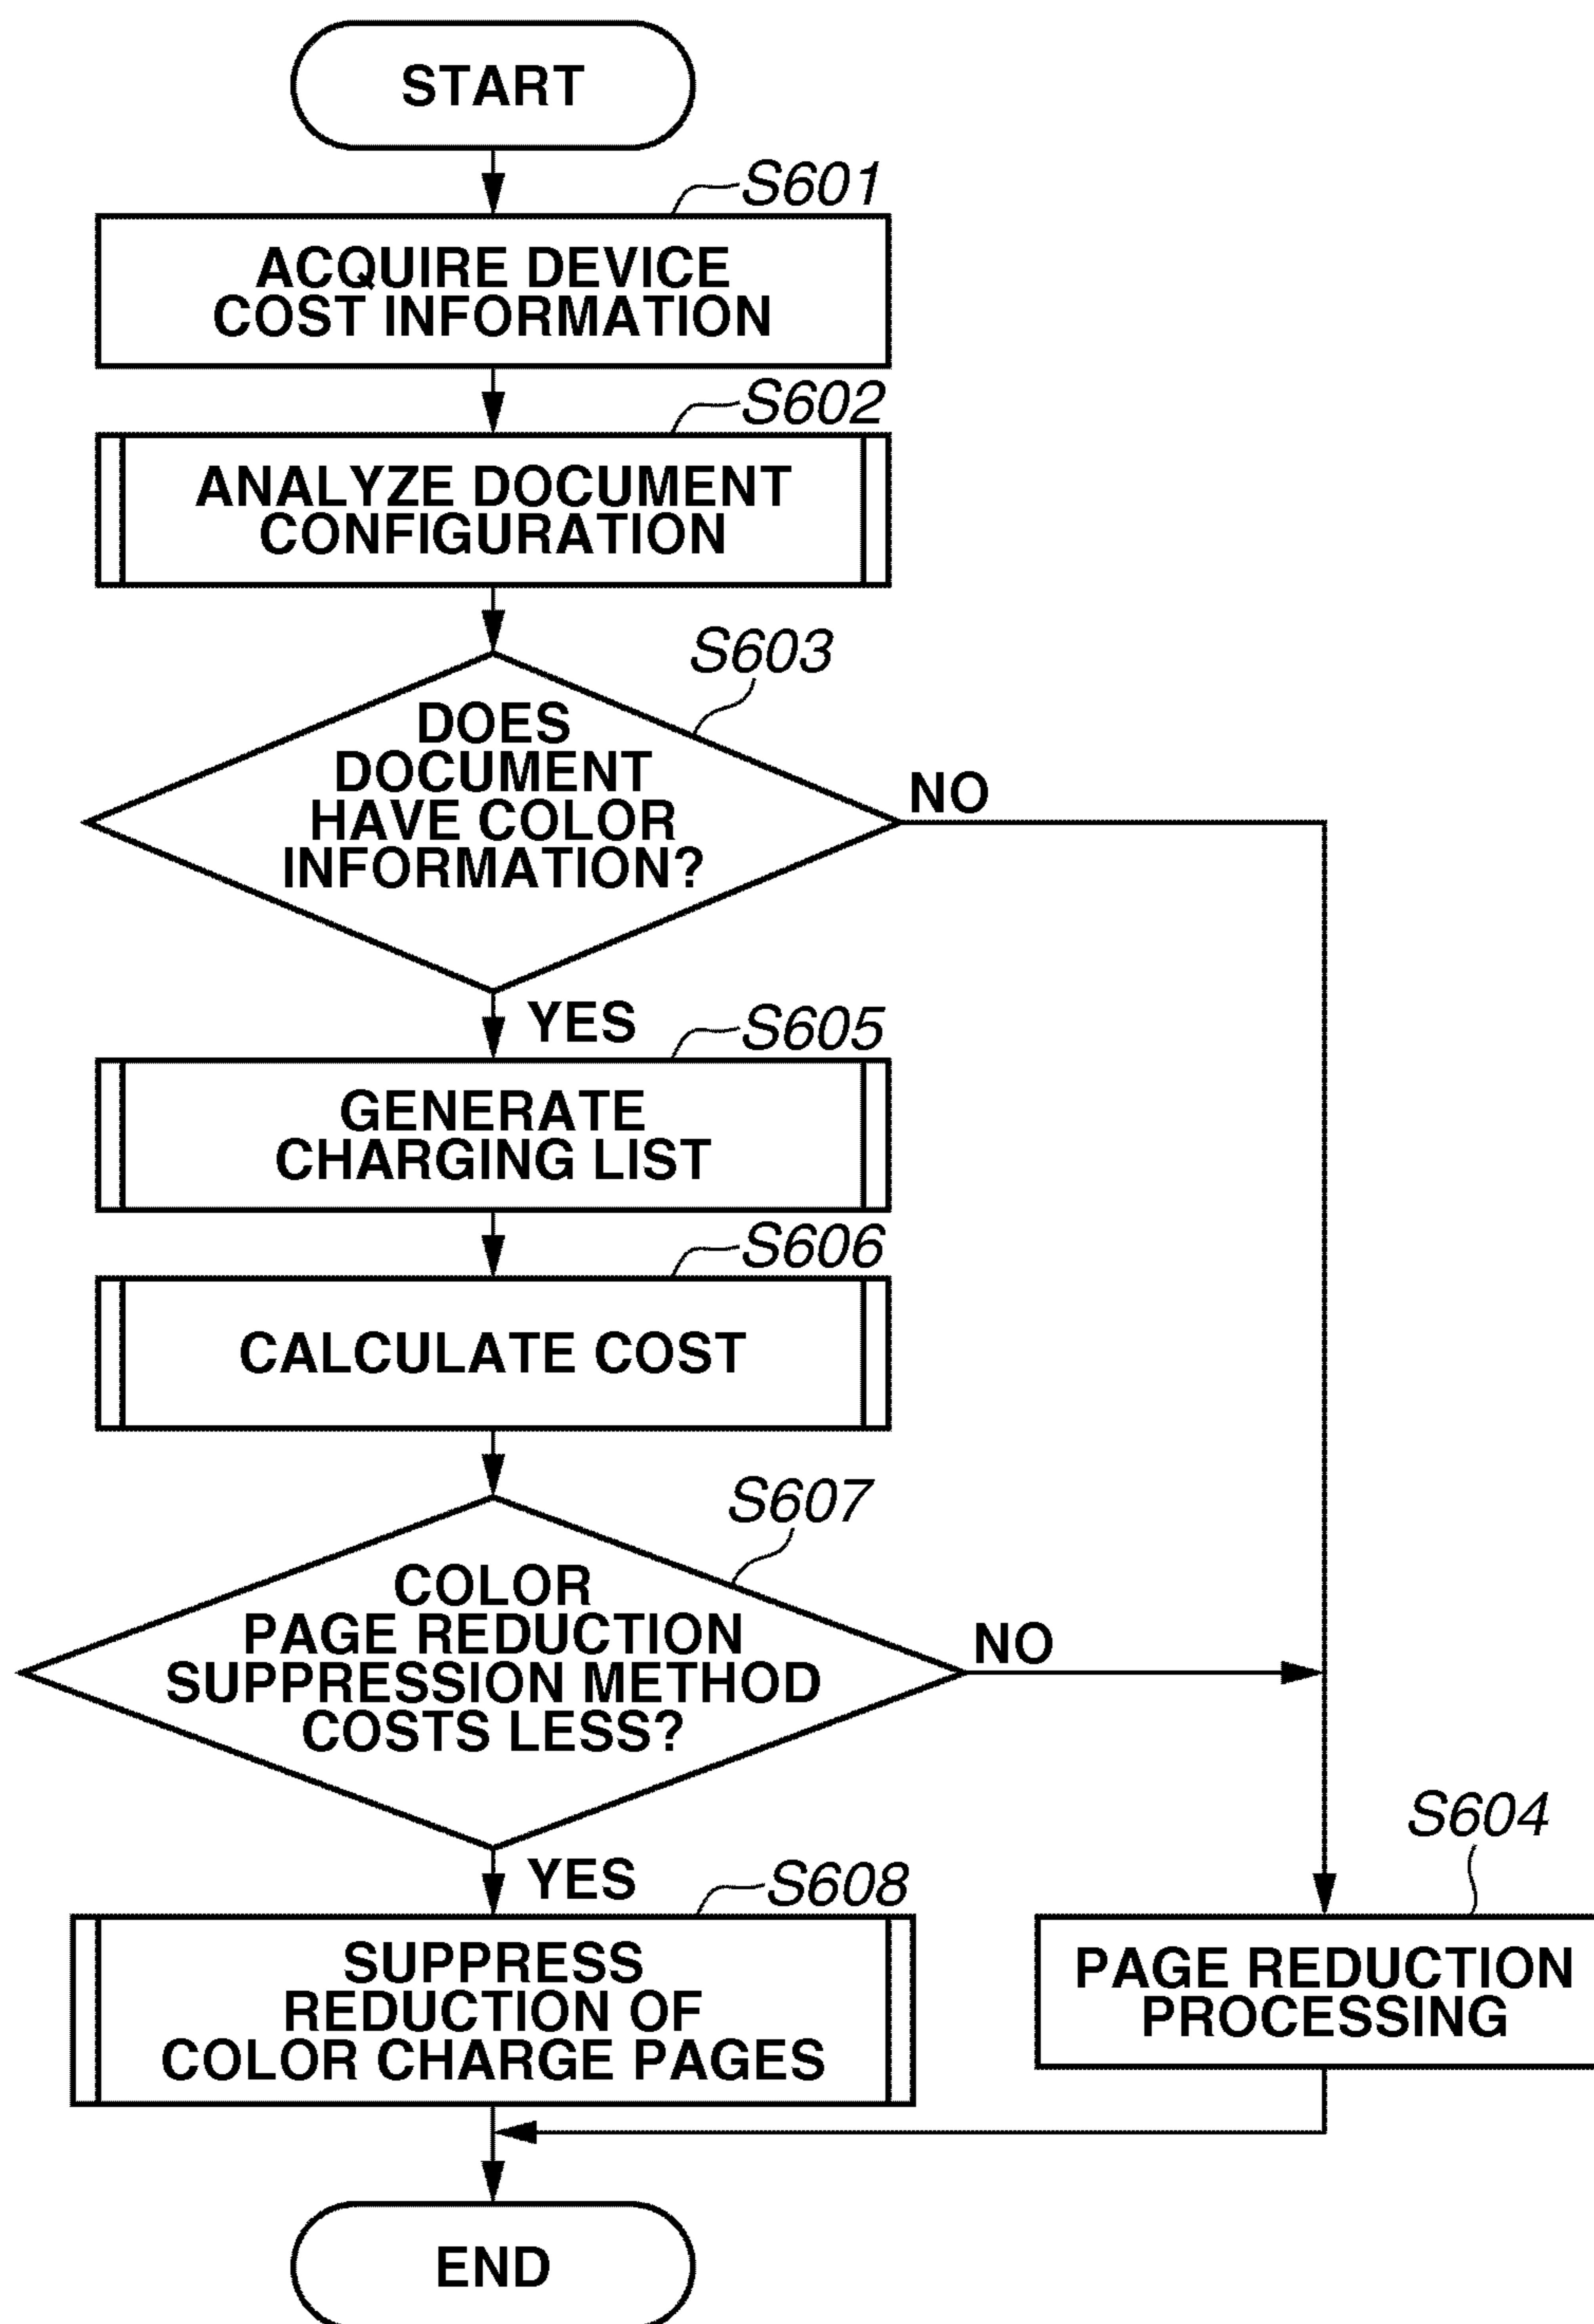 START
S601
ACQUIRE DEVICE
COST INFORMATION
S602
ANALYZE DOCUMENT
CONFIGURATION
S603
DOES
DOCUMENT
HAVE COLOR
INFORMATION?
NO
YES
S605
GENERATE
CHARGING LIST
S606
CALCULATE COST
S607
COLOR
PAGE REDUCTION
SUPPRESSION METHOD
COSTS LESS?
NO
YES
S608
SUPPRESS
REDUCTION OF
COLOR CHARGE PAGES
S604
PAGE REDUCTION
PROCESSING
END